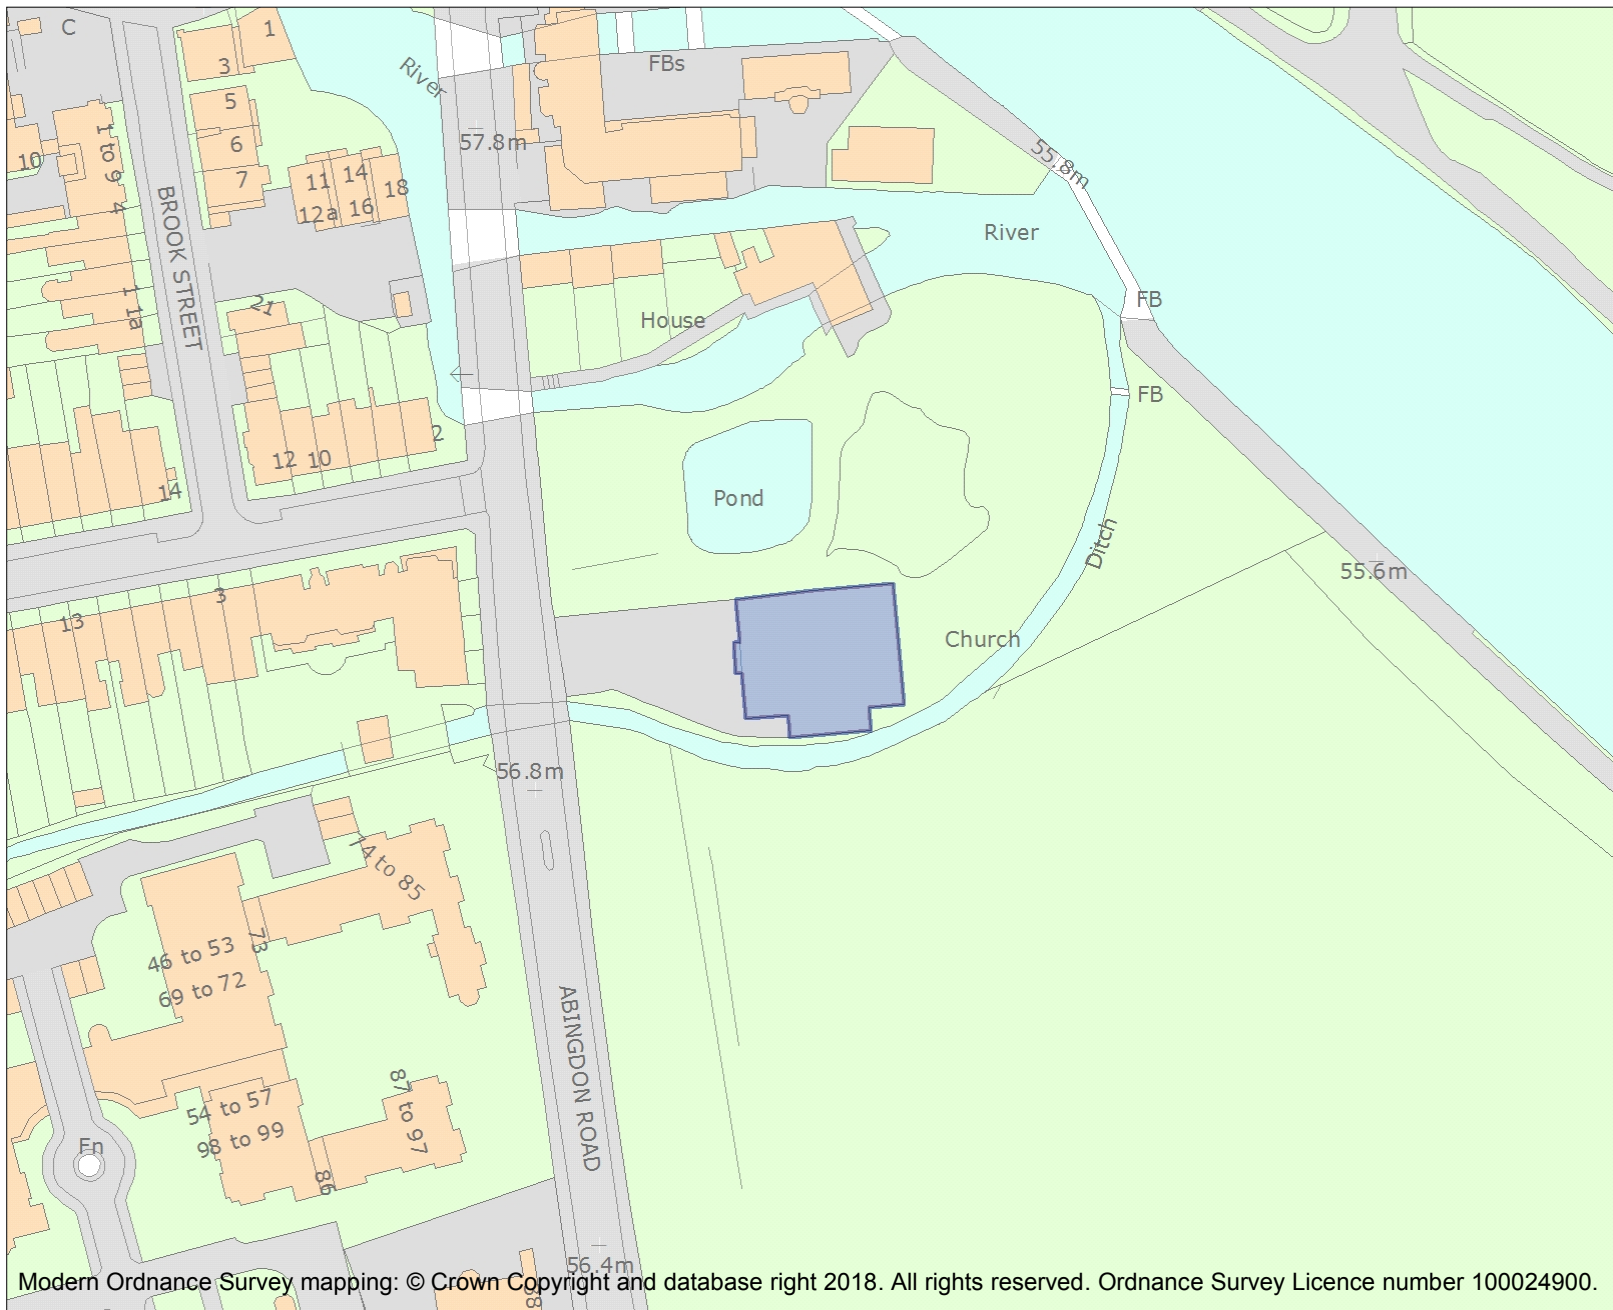 C
1
3
River
FBs
5
57.8m
6
1 to 9
10
55.8m
7
11
14
18
12a
16
4
BROOK STREET
River
21
1
1a
House
FB
FB
2
12
10
14
Pond
Ditch
55.6m
3
13
Church
56.8m
74 to 85
73
46 to 53
69 to 72
ABINGDON ROAD
87 to 97
54 to 57
98 to 99
Fn
86
56.4m
88
Modern Ordnance Survey mapping: © Crown Copyright and database right 2018. All rights reserved. Ordnance Survey Licence number 100024900.